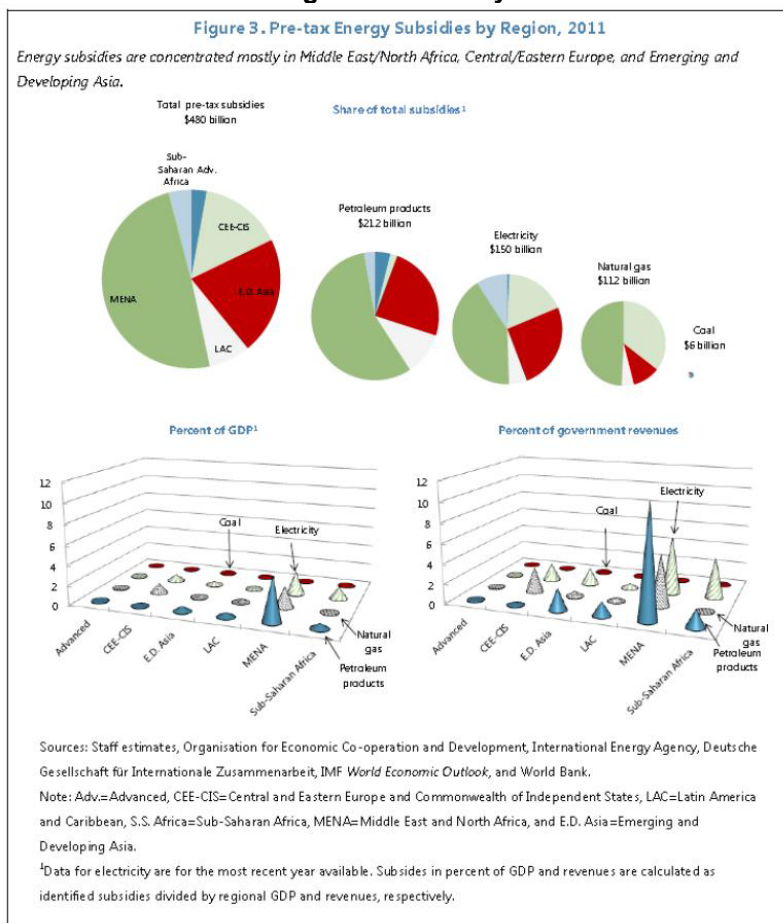 Figure 3. Pre-tax Energy Subsidies by Region, 2011
Energy subsidies are concentrated mostly in Middle East/North Africa, Central/Eastern Europe, and Emerging and
Developing Asia.
Total pre-tax subsidies
$480 billion
Share of total subsidies¹
Sub-
Saharan Adv.
Africa
CEE-CIS
E.D. Asia
LAC
MENA
Petroleum products
$212 billion
Electricity
$150 billion
Natural gas
$112 billion
Coal
$6 billion
Percent of GDP¹
12
10
8
6
4
2
0
Coal
Electricity
Advanced
CEE-CIS
E.D. Asia
LAC
MENA
Sub-Saharan Africa
Natural
gas
Petroleum
products
Percent of government revenues
12
10
8
6
4
2
0
Coal
Electricity
Advanced
CEE-CIS
E.D. Asia
LAC
MENA
Sub-Saharan Africa
Natural
gas
Petroleum
products
Sources: Staff estimates, Organisation for Economic Co-operation and Development, International Energy Agency, Deutsche
Gesellschaft für Internationale Zusammenarbeit, IMF World Economic Outlook, and World Bank.
Note: Adv.=Advanced, CEE-CIS=Central and Eastern Europe and Commonwealth of Independent States, LAC=Latin America
and Caribbean, S.S. Africa=Sub-Saharan Africa, MENA=Middle East and North Africa, and E.D. Asia=Emerging and
Developing Asia.
¹Data for electricity are for the most recent year available. Subsides in percent of GDP and revenues are calculated as
identified subsidies divided by regional GDP and revenues, respectively.